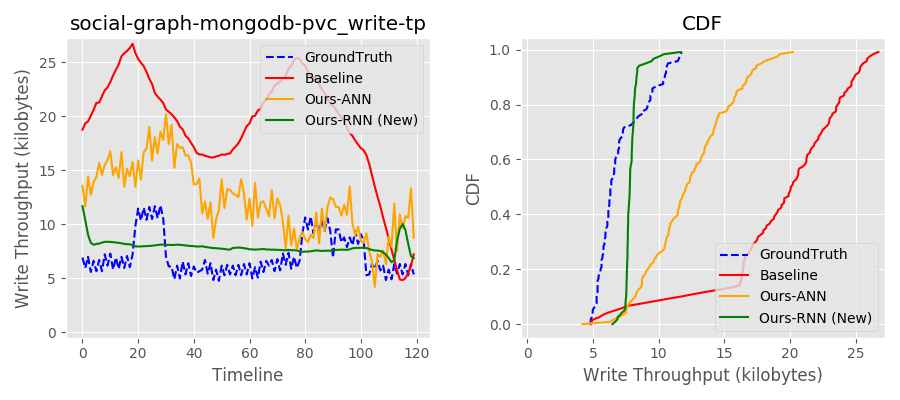 social-graph-mongodb-pvc_write-tp
Write Throughput (kilobytes)
25
20
15
10
5
0
0 20 40 60 80 100 120
Timeline
GroundTruth
Baseline
Ours-ANN
Ours-RNN (New)
CDF
CDF
1.0
0.8
0.6
0.4
0.2
0.0
0 5 10 15 20 25
Write Throughput (kilobytes)
GroundTruth
Baseline
Ours-ANN
Ours-RNN (New)